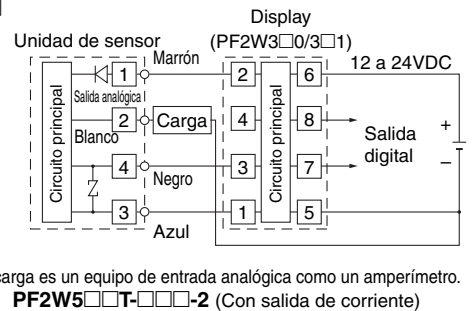 Display
Unidad de sensor
(PF2W3□0/3□1)
Marrón
12 a 24VDC
1
2
6
Salida analógica
2
Carga
4
8
Blanco
Salida
digital
+
−
Circuito principal
Circuito principal
4
Negro
3
7
3
1
5
Azul
carga es un equipo de entrada analógica como un amperímetro.
PF2W5□□T-□□□-2 (Con salida de corriente)